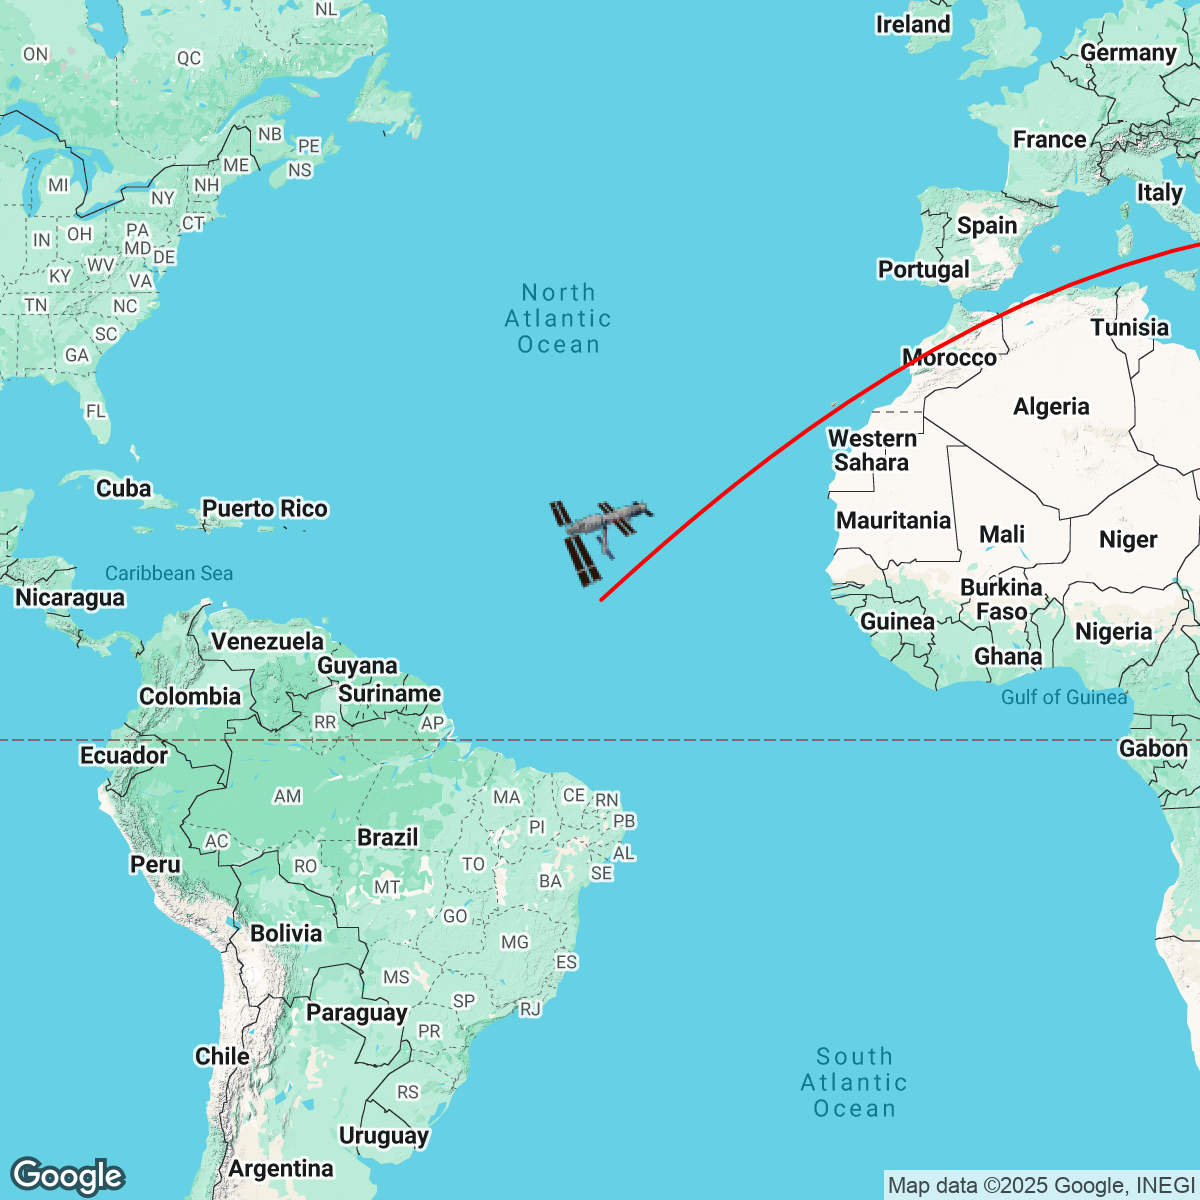 NL
Ireland
ON
QC
Germany
NB
PE
France
ME
NS
MI
NH
Italy
NY
CT
Spain
IN
OH
PA
MD
DE
WV
Portugal
KY
VA
North
Atlantic
Ocean
TN
NC
SC
Tunisia
GA
Morocco
FL
Algeria
Western
Sahara
Cuba
Puerto Rico
Mauritania
Mali
Niger
Caribbean Sea
Nicaragua
Burkina
Faso
Guinea
Nigeria
Venezuela
Ghana
Guyana
Suriname
Colombia
Gulf of Guinea
RR
AP
Ecuador
Gabon
AM
MA
CE
RN
PB
PI
Brazil
AC
AL
Peru
RO
TO
SE
MT
BA
GO
Bolivia
MG
ES
MS
SP
RJ
Paraguay
PR
Chile
South
Atlantic
Ocean
RS
Uruguay
Argentina
Google
Map data ©2025 Google, INEGI